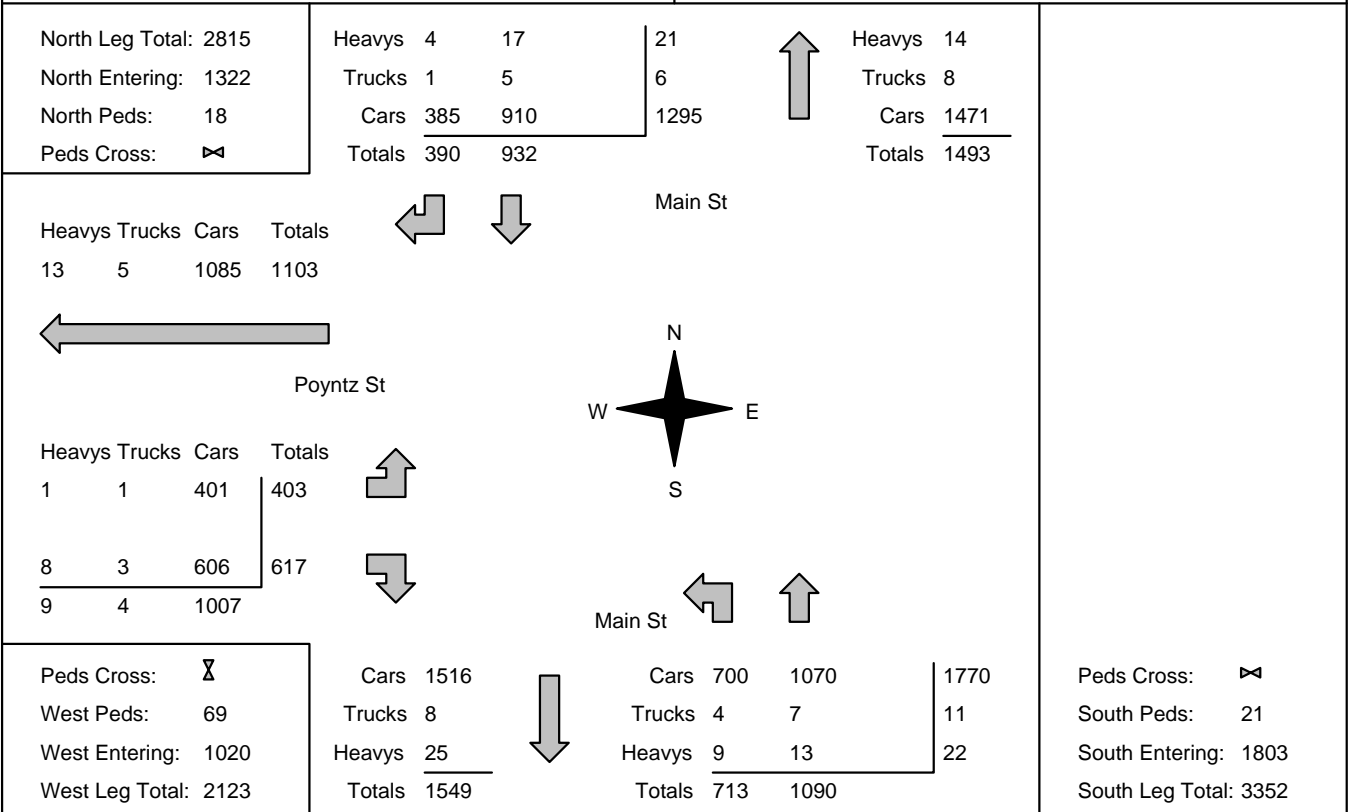 North Leg Total: 2815
North Entering: 1322
North Peds: 18
Peds Cross:
Heavys 4 17 21
Trucks 1 5 6
Cars 385 910 1295
Totals 390 932
Heavys 14
Trucks 8
Cars 1471
Totals 1493
Main St
Heavys Trucks Cars Totals
13 5 1085 1103
Poyntz St
N
W E
S
Heavys Trucks Cars Totals
1 1 401 403
8 3 606 617
9 4 1007
Main St
Peds Cross:
West Peds: 69
West Entering: 1020
West Leg Total: 2123
Cars 1516
Trucks 8
Heavys 25
Totals 1549
Cars 700 1070 1770
Trucks 4 7 11
Heavys 9 13 22
Totals 713 1090
Peds Cross:
South Peds: 21
South Entering: 1803
South Leg Total: 3352